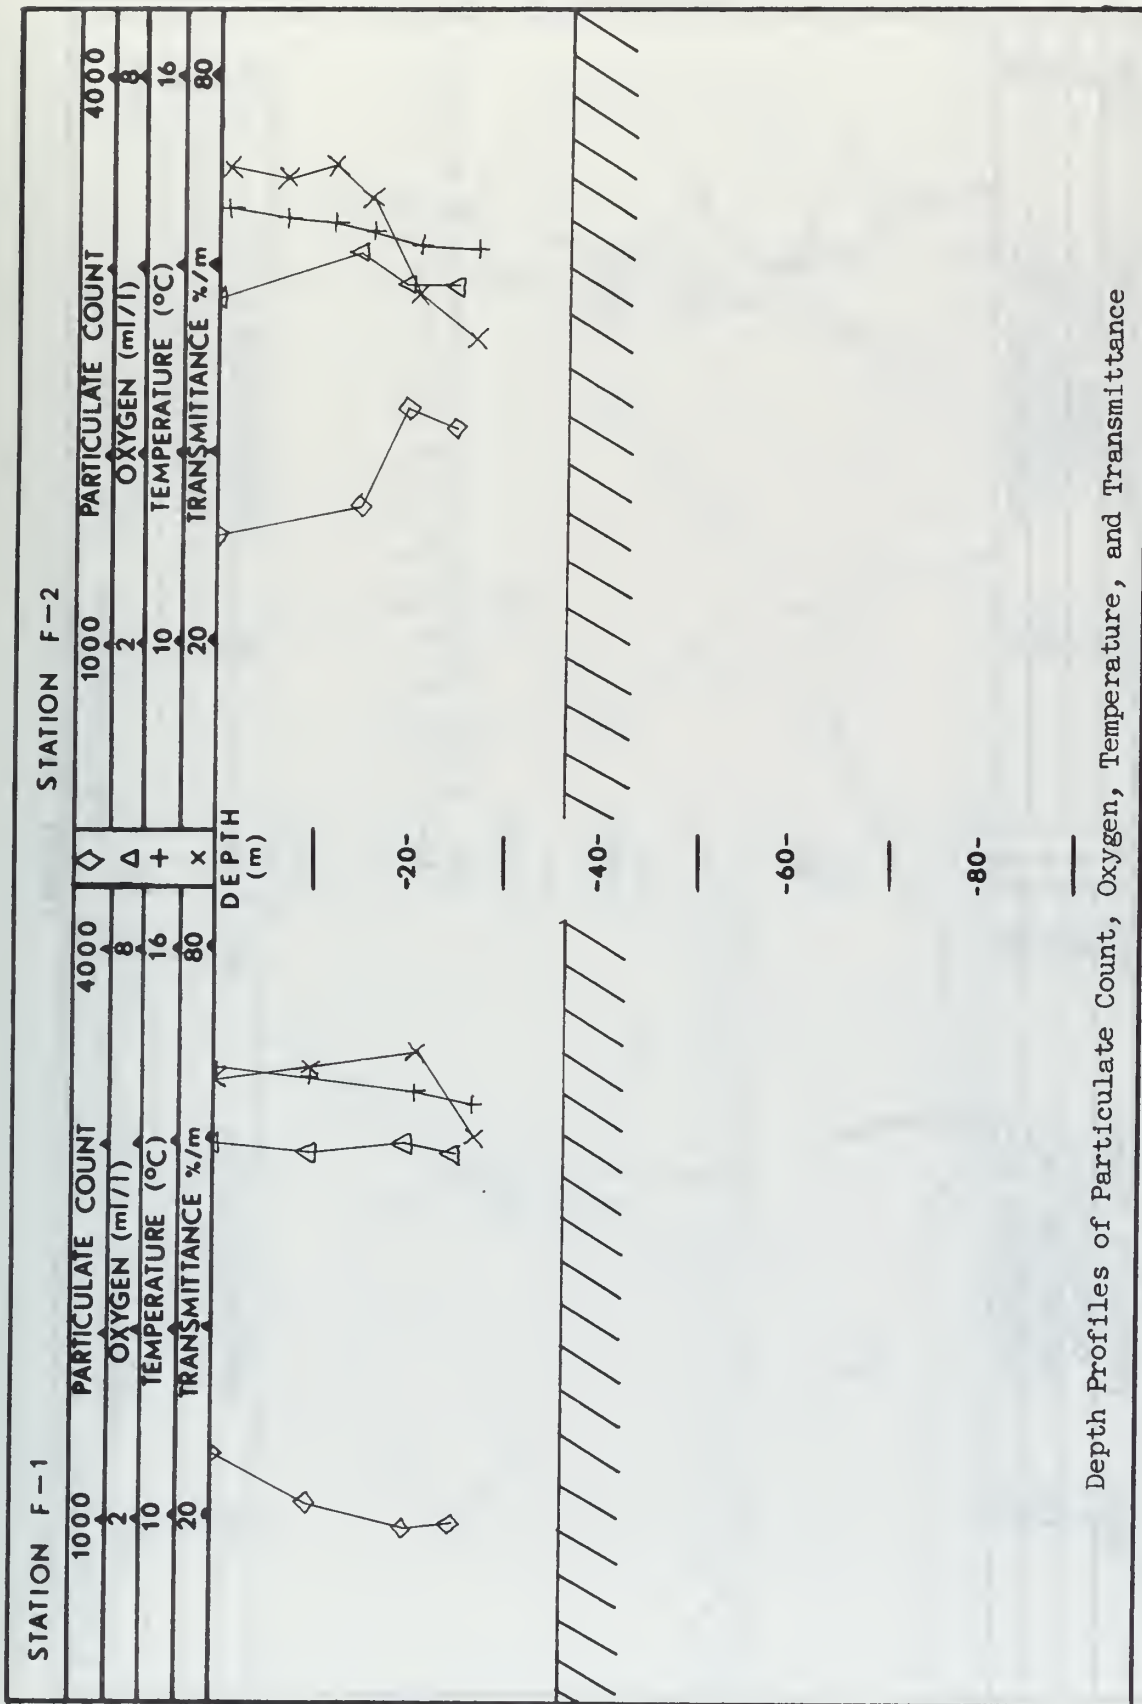 STATION F-1
1000 PARTICULATE COUNT 4000
2 OXYGEN (ml/l) 8
10 TEMPERATURE (°C) 16
20 TRANSMITTANCE %/m 80
◇
Δ
+
x
STATION F-2
1000 PARTICULATE COUNT 4000
2 OXYGEN (ml/l) 8
10 TEMPERATURE (°C) 16
20 TRANSMITTANCE %/m 80
DEPTH
(m)
-20-
-40-
-60-
-80-
Depth Profiles of Particulate Count, Oxygen, Temperature, and Transmittance